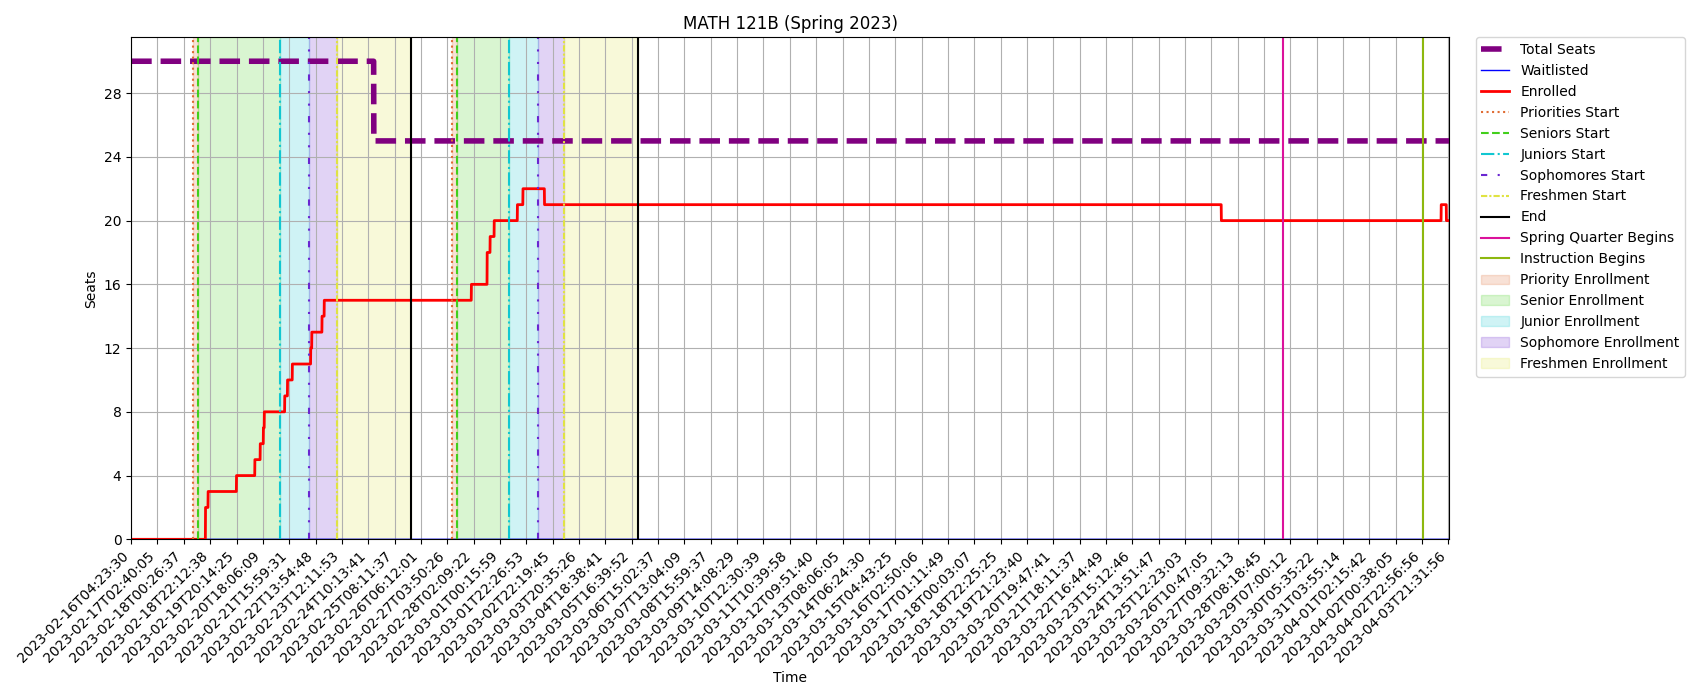 MATH 121B (Spring 2023)
Seats
28
24
20
16
12
8
4
0
2023-02-16T04:23:30
2023-02-17T02:40:05
2023-02-18T00:26:37
2023-02-18T22:12:38
2023-02-19T20:14:25
2023-02-20T18:06:09
2023-02-21T15:59:31
2023-02-22T13:54:48
2023-02-23T12:11:53
2023-02-24T10:13:41
2023-02-25T08:11:37
2023-02-26T06:12:01
2023-02-27T03:50:26
2023-02-28T02:09:22
2023-03-01T00:15:59
2023-03-01T22:26:53
2023-03-02T22:19:45
2023-03-03T20:35:26
2023-03-04T18:38:41
2023-03-05T16:39:52
2023-03-06T15:02:37
2023-03-07T13:04:09
2023-03-08T15:59:37
2023-03-09T14:08:29
2023-03-10T12:30:39
2023-03-11T10:39:58
2023-03-12T09:51:40
2023-03-13T08:06:05
2023-03-14T06:24:30
2023-03-15T04:43:25
2023-03-16T02:50:06
2023-03-17T01:11:49
2023-03-18T00:03:07
2023-03-18T22:25:25
2023-03-19T21:23:40
2023-03-20T19:47:41
2023-03-21T18:11:37
2023-03-22T16:44:49
2023-03-23T15:12:46
2023-03-24T13:51:47
2023-03-25T12:23:03
2023-03-26T10:47:05
2023-03-27T09:32:13
2023-03-28T08:18:45
2023-03-29T07:00:12
2023-03-30T05:35:22
2023-03-31T03:55:14
2023-04-01T02:15:42
2023-04-02T00:38:05
2023-04-02T22:56:56
2023-04-03T21:31:56
Time
Total Seats
Waitlisted
Enrolled
Priorities Start
Seniors Start
Juniors Start
Sophomores Start
Freshmen Start
End
Spring Quarter Begins
Instruction Begins
Priority Enrollment
Senior Enrollment
Junior Enrollment
Sophomore Enrollment
Freshmen Enrollment